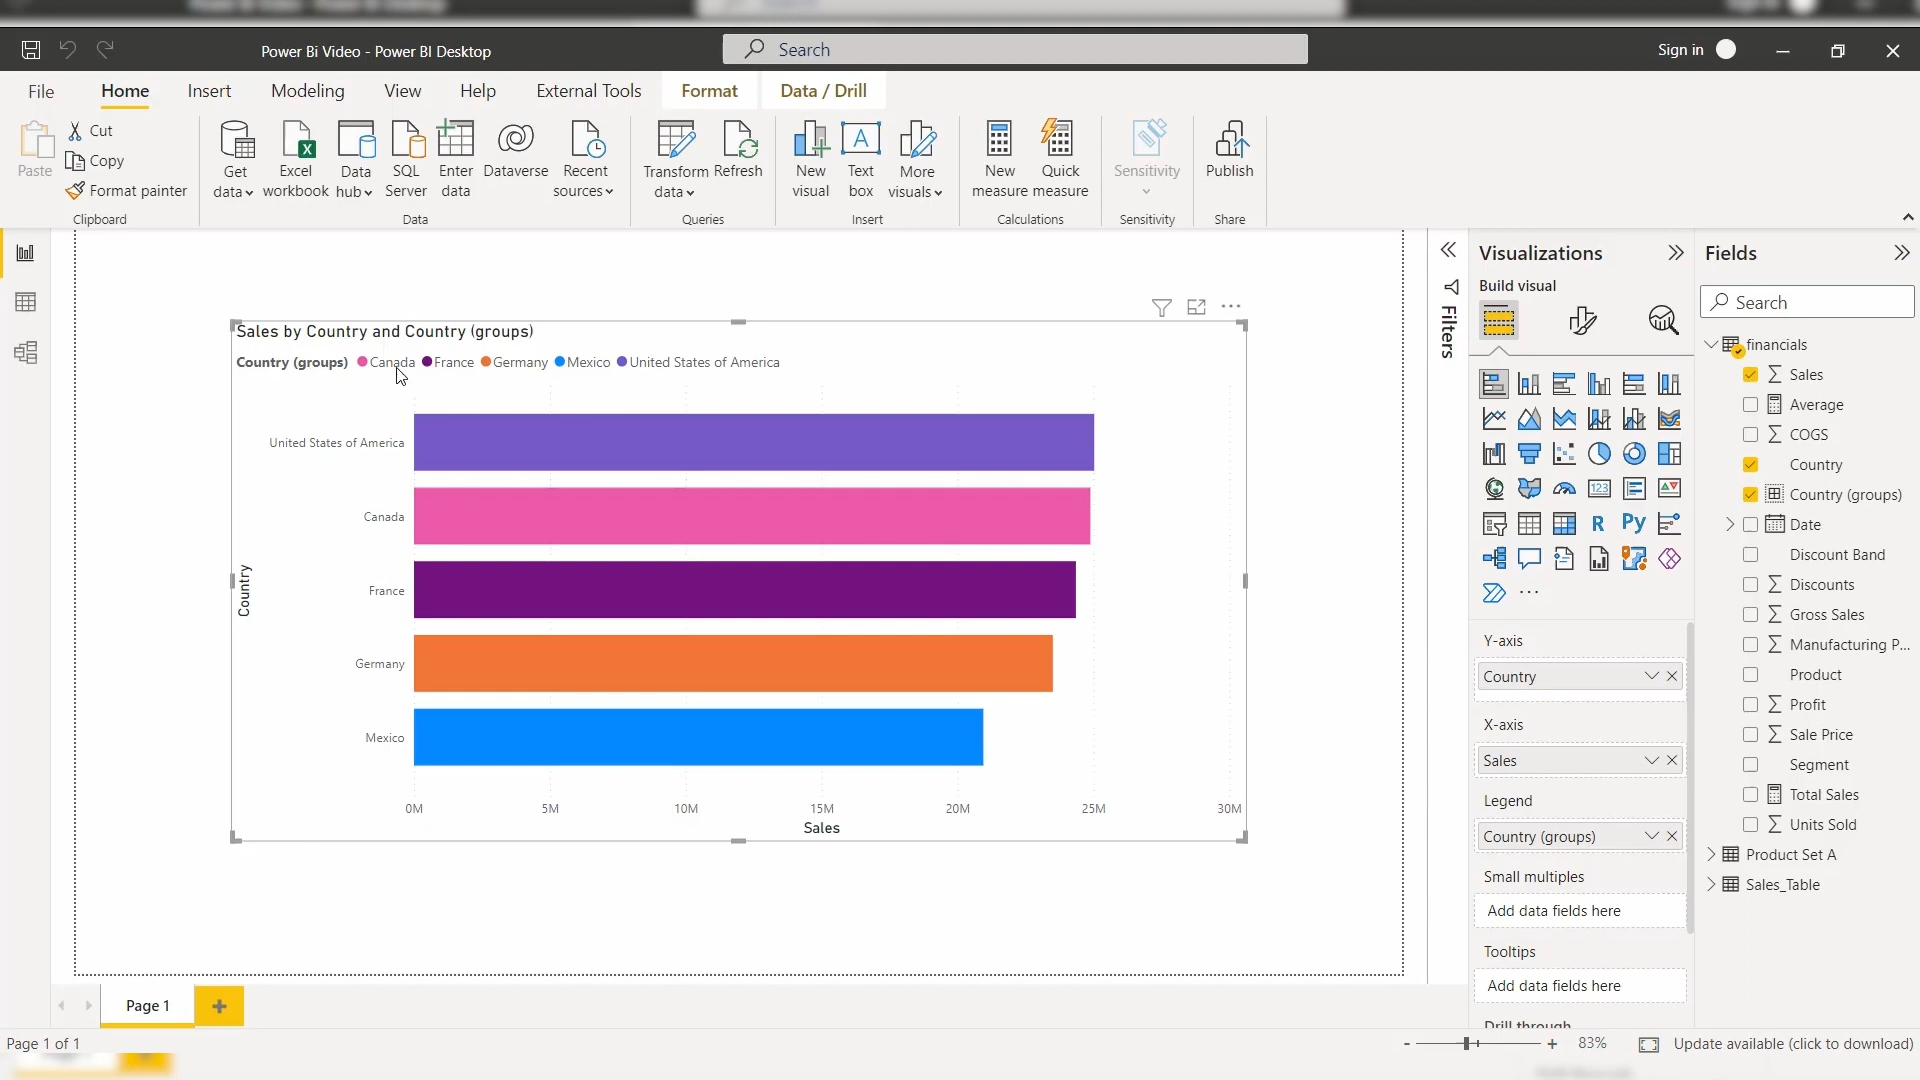 Power Bi Video - Power BI Desktop
Search
Sign in
File Home Insert Modeling View Help External Tools Format Data / Drill
Paste
Cut
Copy
Format painter
Clipboard
Get data
Excel workbook
Data hub
SQL Server
Enter data
Dataverse
Recent sources
Data
Transform data
Refresh
Queries
New visual
Text box
More visuals
Insert
New measure
Quick measure
Calculations
Sensitivity
Sensitivity
Publish
Share
Sales by Country and Country (groups)
Country (groups) Canada France Germany Mexico United States of America
Country
United States of America
Canada
France
Germany
Mexico
0M 5M 10M 15M 20M 25M 30M
Sales
Filters
Visualizations
Build visual
123
R
Py
Y-axis
Country
X-axis
Sales
Legend
Country (groups)
Small multiples
Add data fields here
Tooltips
Add data fields here
Drill through
Fields
Search
financials
Sales
Average
COGS
Country
Country (groups)
Date
Discount Band
Discounts
Gross Sales
Manufacturing P...
Product
Profit
Sale Price
Segment
Total Sales
Units Sold
Product Set A
Sales_Table
Page 1
Page 1 of 1
- + 83%
Update available (click to download)